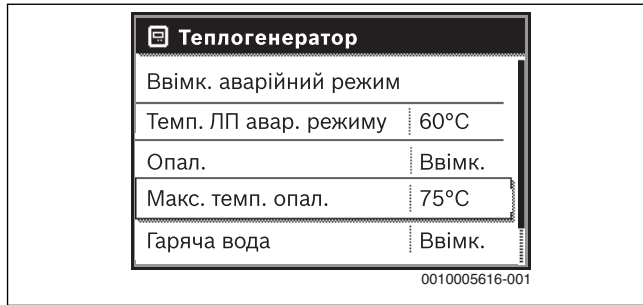 Теплогенератор
Ввімк. аварійний режим
Темп. ЛП авар. режиму 60°C
Опал. Ввімк.
Макс. темп. опал. 75°C
Гаряча вода Ввімк.
0010005616-001